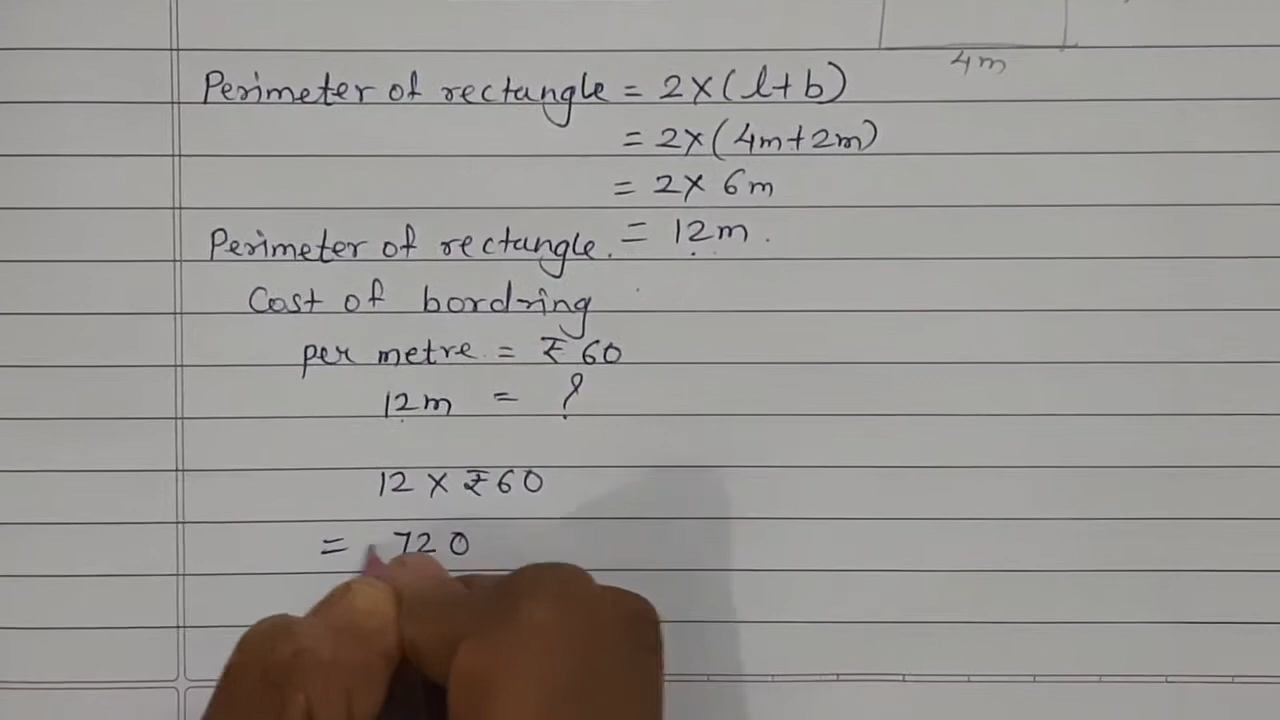 4m
Perimeter of rectangle = 2×(l+b)
= 2×(4m+2m)
= 2× 6m
Perimeter of rectangle. = 12m.
Cost of bordring
per metre = ₹ 60
12m = ?
12 × ₹60
= 720